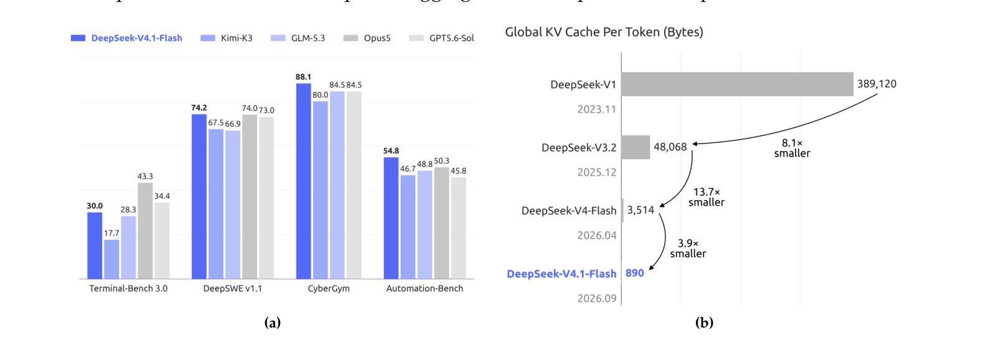 DeepSeek-V4.1-Flash Kimi-K3 GLM-5.3 Opus5 GPT5.6-Sol
30.0 17.7 28.3 43.3 34.4
74.2 67.5 66.9 74.0 73.0
88.1 80.0 84.5 84.5
54.8 46.7 48.8 50.3 45.8
Terminal-Bench 3.0 DeepSWE v1.1 CyberGym Automation-Bench
(a)
Global KV Cache Per Token (Bytes)
DeepSeek-V1 389,120
2023.11
8.1×
smaller
DeepSeek-V3.2 48,068
2025.12
13.7×
smaller
DeepSeek-V4-Flash 3,514
2026.04
3.9×
smaller
DeepSeek-V4.1-Flash 890
2026.09
(b)